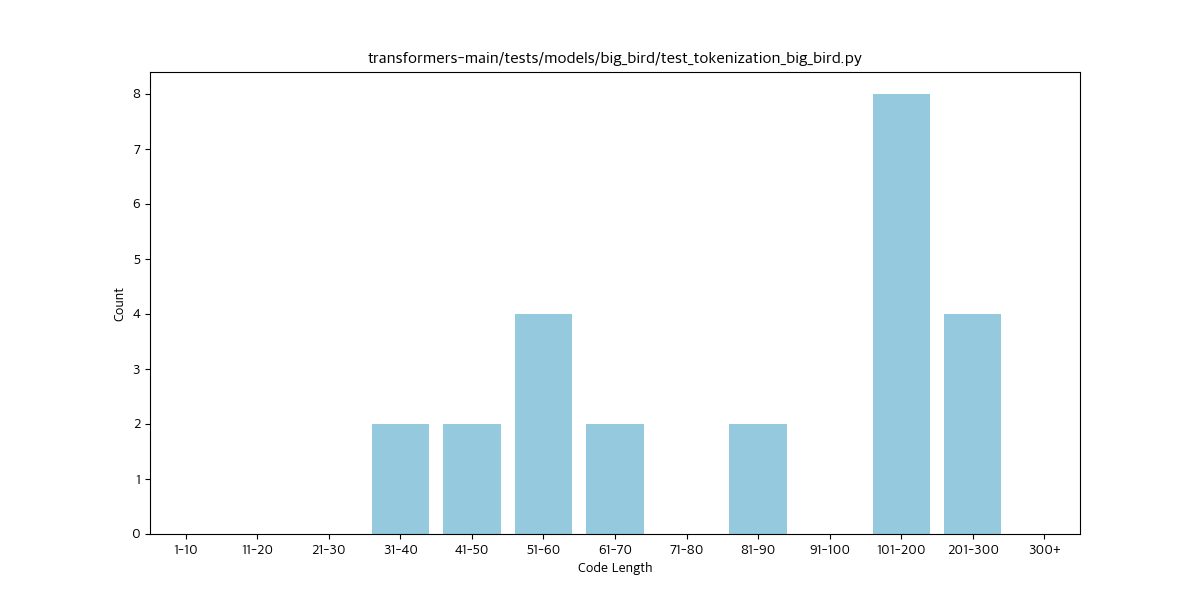 transformers-main/tests/models/big_bird/test_tokenization_big_bird.py
8
7
6
5
4
3
2
1
0
Count
1-10 11-20 21-30 31-40 41-50 51-60 61-70 71-80 81-90 91-100 101-200 201-300 300+
Code Length